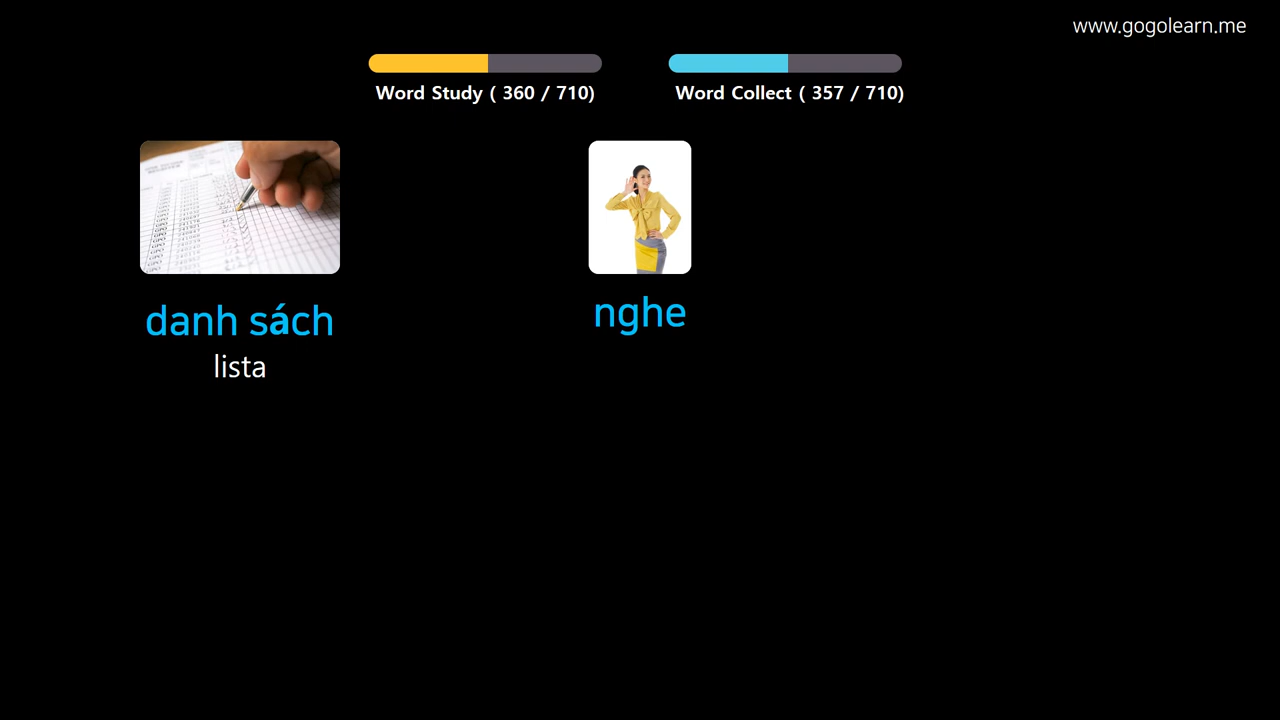 www.gogolearn.me
Word Study ( 360 / 710)
Word Collect ( 357 / 710)
danh sách
lista
nghe